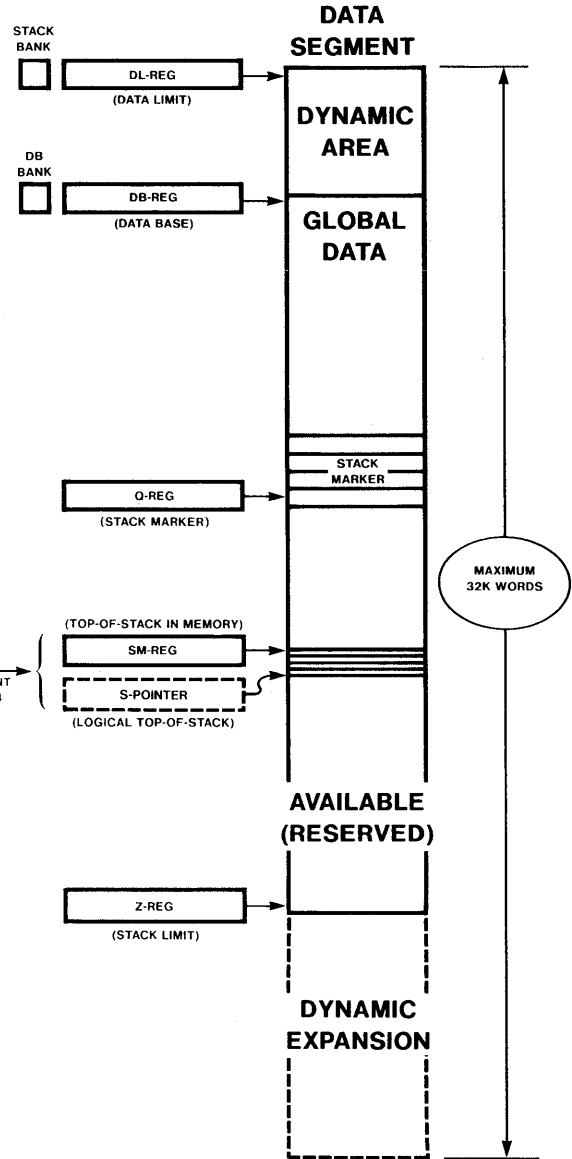 DATA
SEGMENT
STACK
BANK
DL-REG
(DATA LIMIT)
DYNAMIC
AREA
DB
BANK
DB-REG
(DATA BASE)
GLOBAL
DATA
STACK
MARKER
Q-REG
(STACK MARKER)
MAXIMUM
32K WORDS
(TOP-OF-STACK IN MEMORY)
SM-REG
S-POINTER
(LOGICAL TOP-OF-STACK)
AVAILABLE
(RESERVED)
Z-REG
(STACK LIMIT)
DYNAMIC
EXPANSION